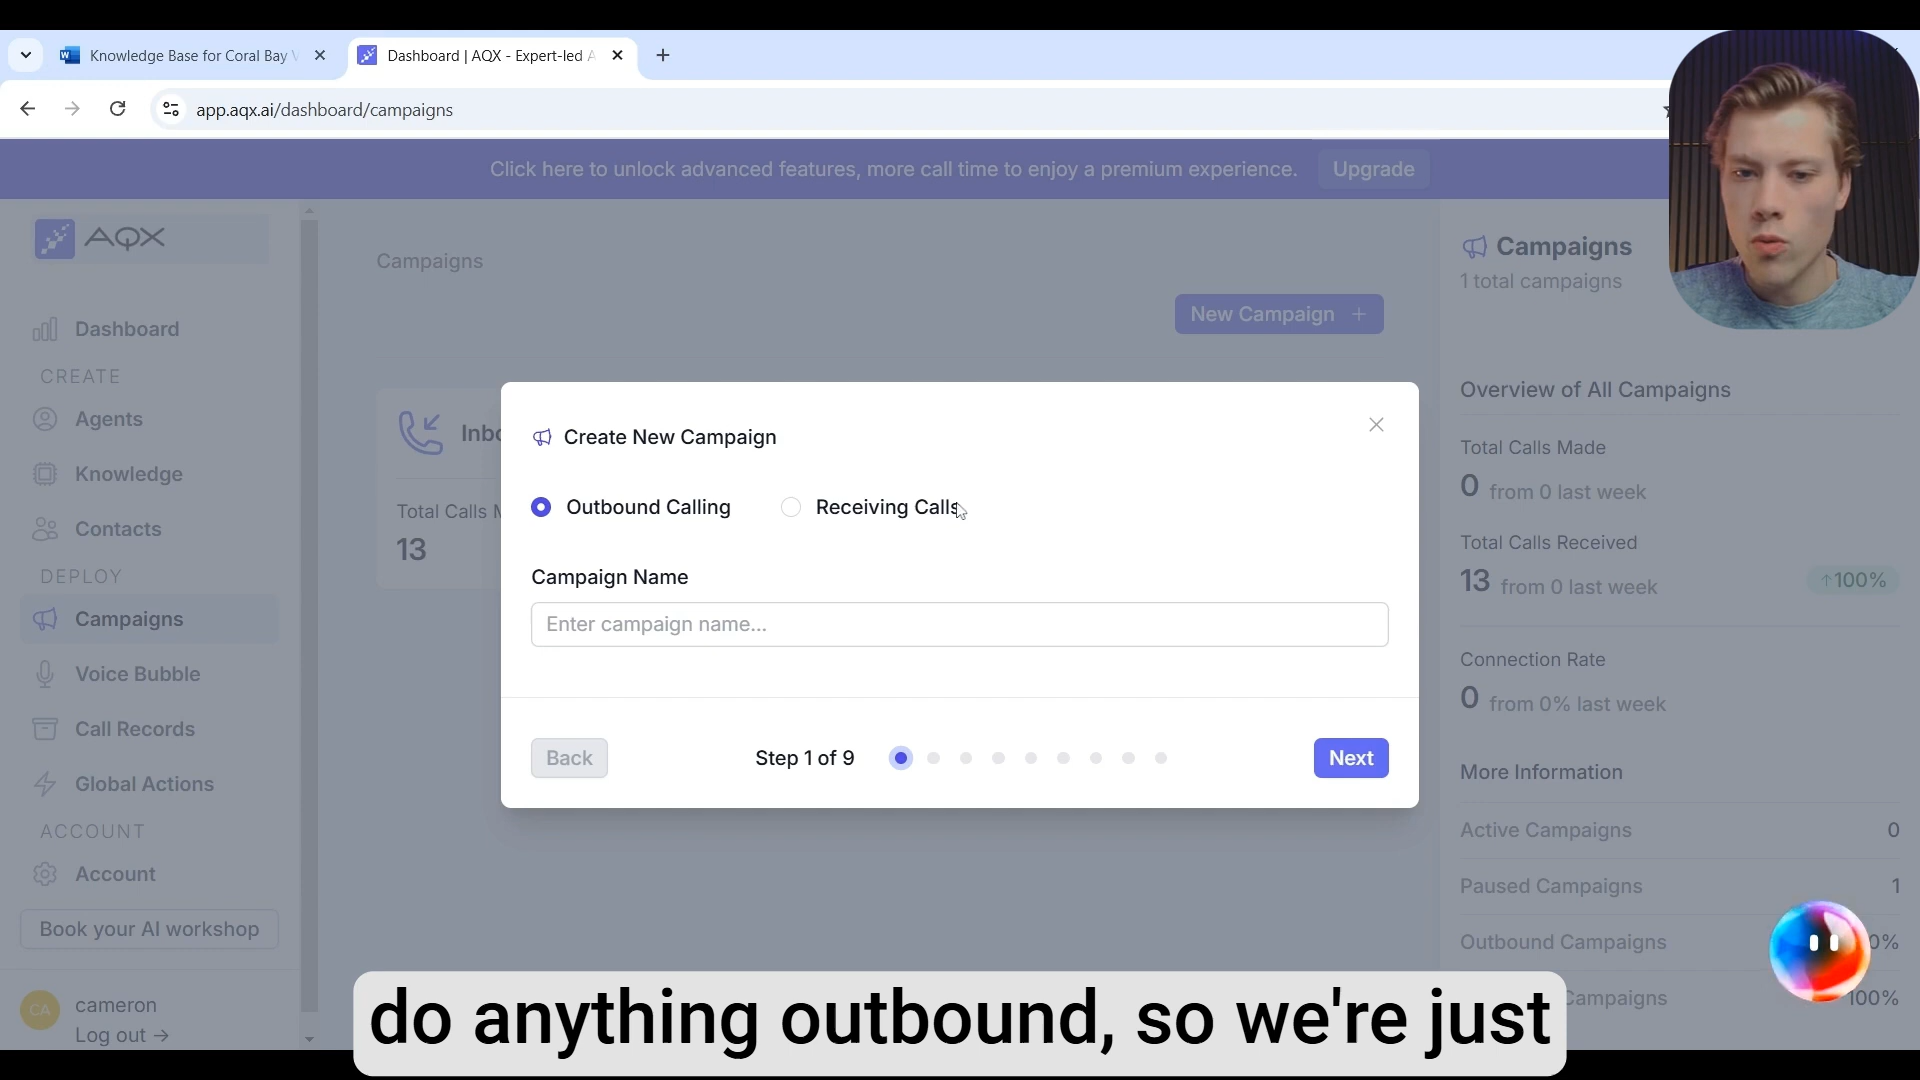 Knowledge Base for Coral Bay V
Dashboard | AQX - Expert-led A
app.aqx.ai/dashboard/campaigns
Click here to unlock advanced features, more call time to enjoy a premium experience.
Upgrade
AQX
Dashboard
CREATE
Agents
Knowledge
Contacts
DEPLOY
Campaigns
Voice Bubble
Call Records
Global Actions
ACCOUNT
Account
Book your AI workshop
CA
cameron
Log out →
Campaigns
New Campaign +
Inbo
Total Calls M
13
Create New Campaign
Outbound Calling
Receiving Calls
Campaign Name
Enter campaign name...
Back
Step 1 of 9
Next
Campaigns
1 total campaigns
Overview of All Campaigns
Total Calls Made
0 from 0 last week
Total Calls Received
13 from 0 last week
↑100%
Connection Rate
0 from 0% last week
More Information
Active Campaigns 0
Paused Campaigns 1
Outbound Campaigns 0%
Campaigns 100%
do anything outbound, so we're just